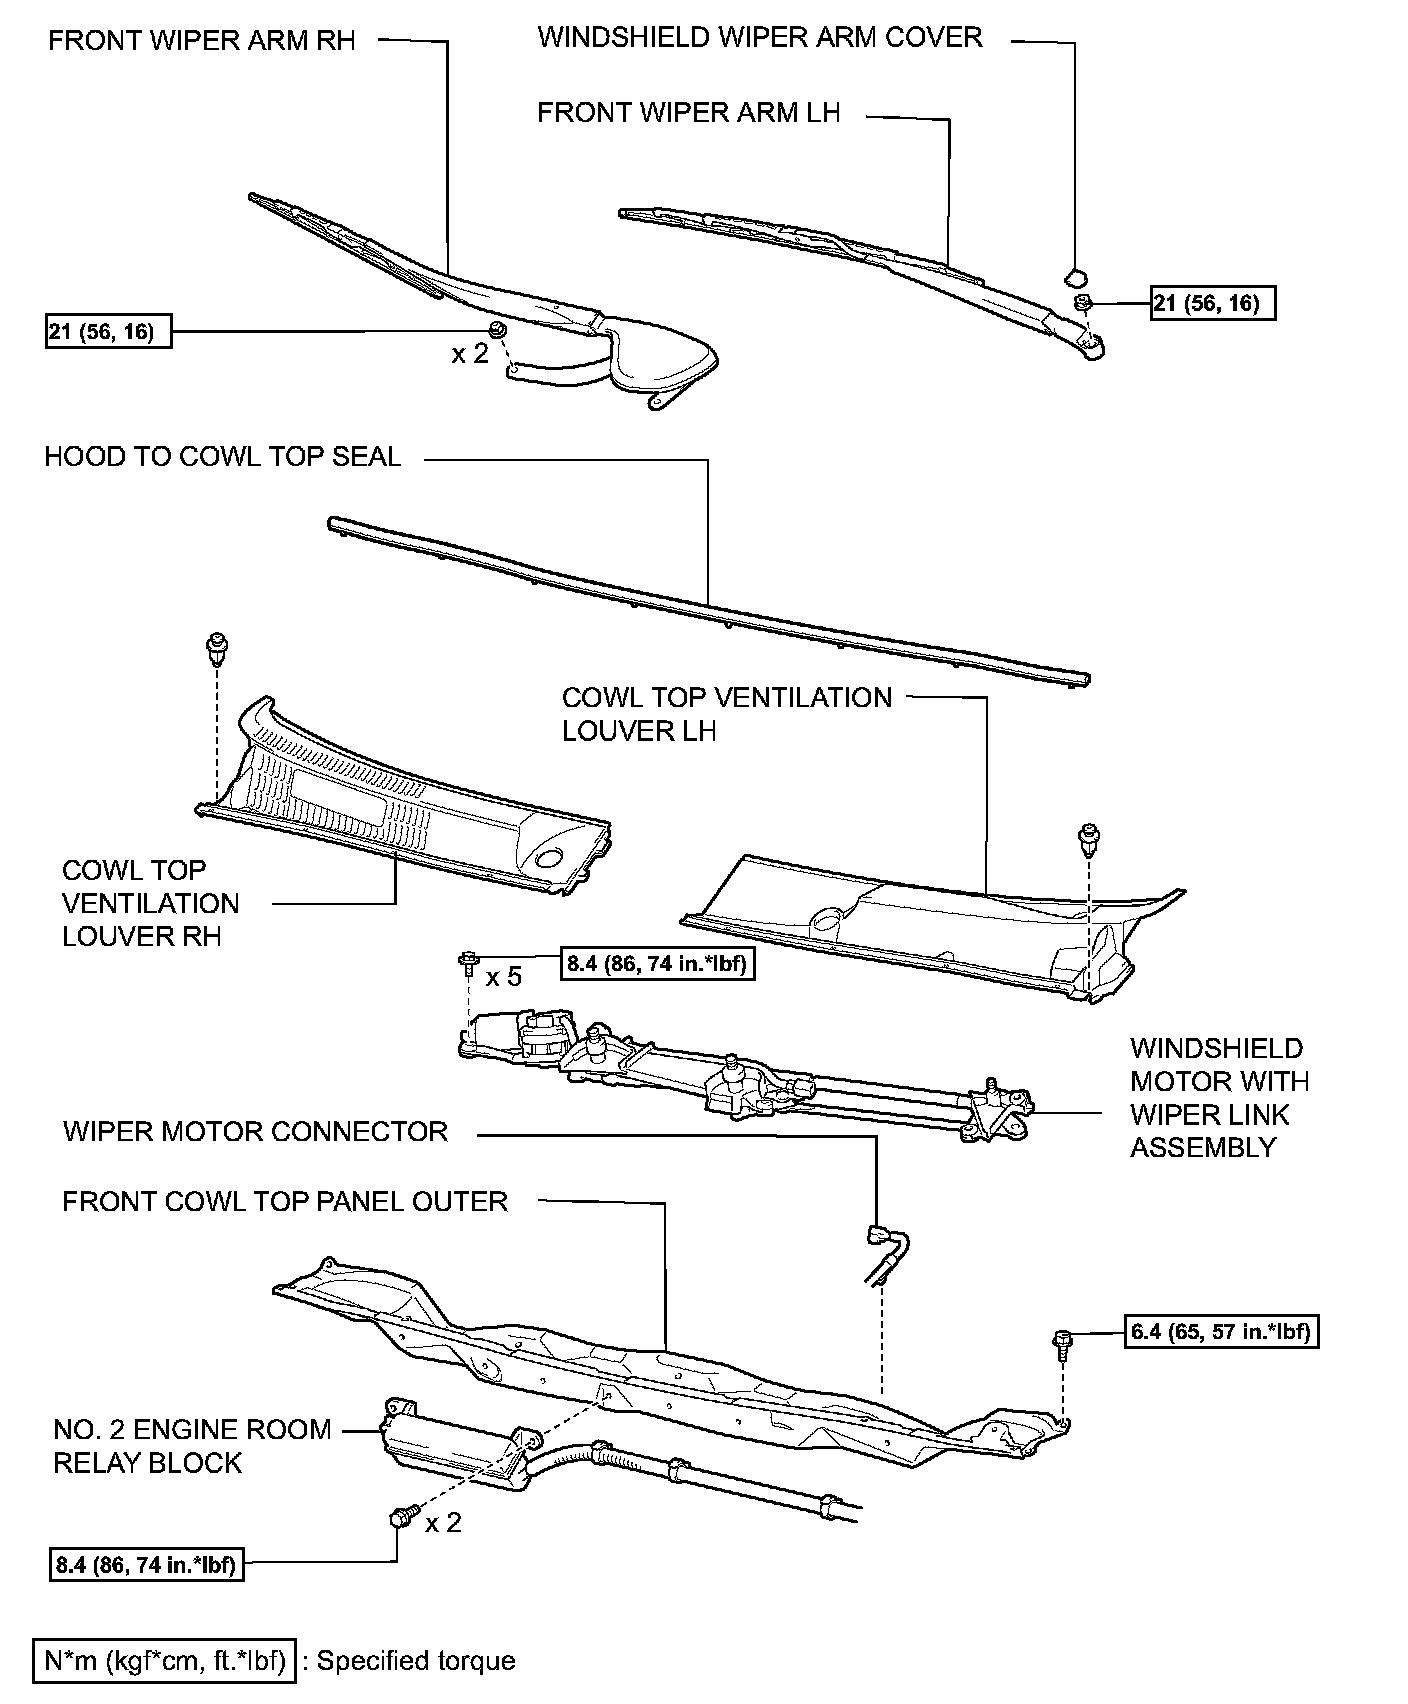 FRONT WIPER ARM RH
WINDSHIELD WIPER ARM COVER
FRONT WIPER ARM LH
21 (56, 16)
x 2
21 (56, 16)
HOOD TO COWL TOP SEAL
COWL TOP VENTILATION
LOUVER LH
COWL TOP
VENTILATION
LOUVER RH
x 5
8.4 (86, 74 in.*lbf)
WINDSHIELD
MOTOR WITH
WIPER LINK
ASSEMBLY
WIPER MOTOR CONNECTOR
FRONT COWL TOP PANEL OUTER
6.4 (65, 57 in.*lbf)
NO. 2 ENGINE ROOM
RELAY BLOCK
x 2
8.4 (86, 74 in.*lbf)
N*m (kgf*cm, ft.*lbf) : Specified torque